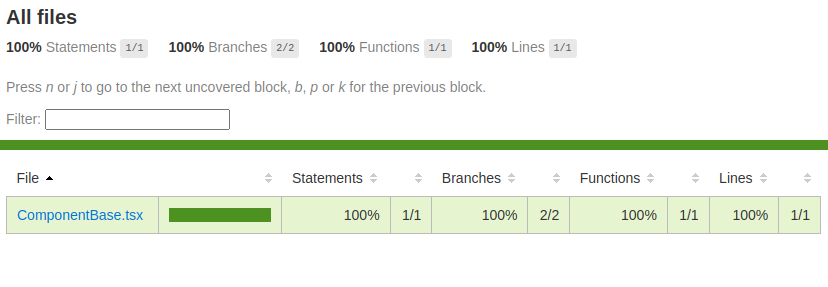 All files
100% Statements 1/1 100% Branches 2/2 100% Functions 1/1 100% Lines 1/1
Press n or j to go to the next uncovered block, b, p or k for the previous block.
Filter:
File Statements Branches Functions Lines
ComponentBase.tsx 100% 1/1 100% 2/2 100% 1/1 100% 1/1